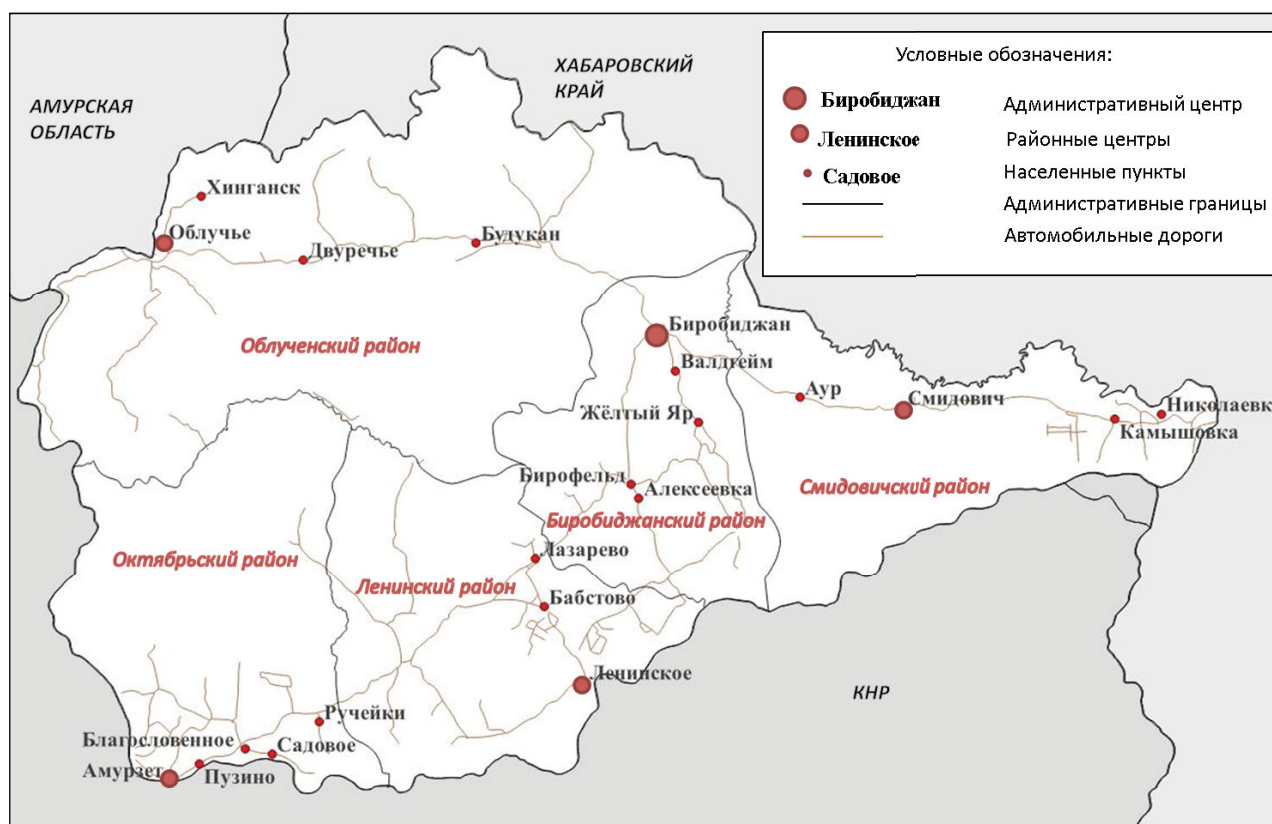 АМУРСКАЯ
ОБЛАСТЬ
ХАБАРОВСКИЙ
КРАЙ
Условные обозначения:
Биробиджан Административный центр
Ленинское Районные центры
Садовое Населенные пункты
Административные границы
Автомобильные дороги
Хинганск
Облучье
Двуречье
Будукан
Облученский район
Биробиджан
Валдгейм
Жёлтый Яр
Аур
Смидович
Николаевк
Камышовка
Бирофельд
Алексеевка
Смидовичский район
Биробиджанский район
Октябрьский район
Лазарево
Ленинский район
Бабстово
Ленинское
КНР
Ручейки
Благословенное
Садовое
Амурзет
Пузино